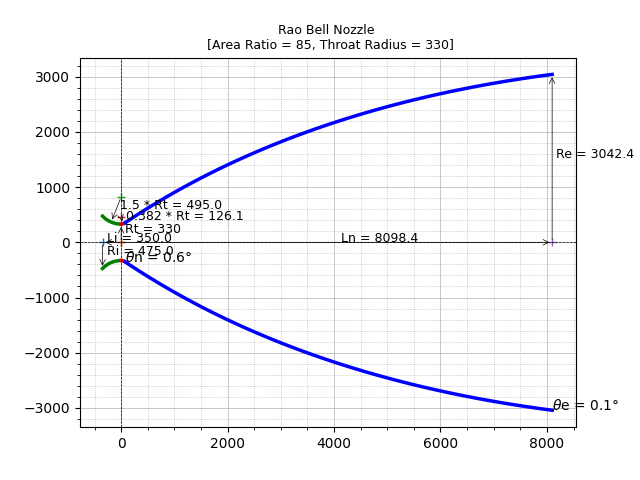 Rao Bell Nozzle
[Area Ratio = 85, Throat Radius = 330]
3000
2000
1000
0
−1000
−2000
−3000
1.5 * Rt = 495.0
0.382 * Rt = 126.1
Rt = 330
Li = 350.0
Ri = 475.0
θn = 0.6°
Ln = 8098.4
Re = 3042.4
θe = 0.1°
0
2000
4000
6000
8000